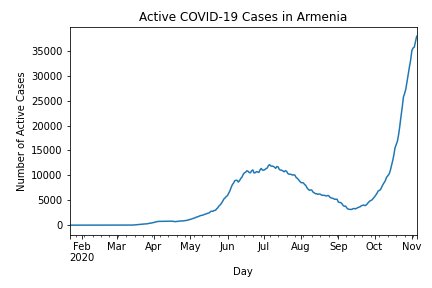 Active COVID-19 Cases in Armenia
Number of Active Cases
35000
30000
25000
20000
15000
10000
5000
0
Feb Mar Apr May Jun Jul Aug Sep Oct Nov
2020
Day